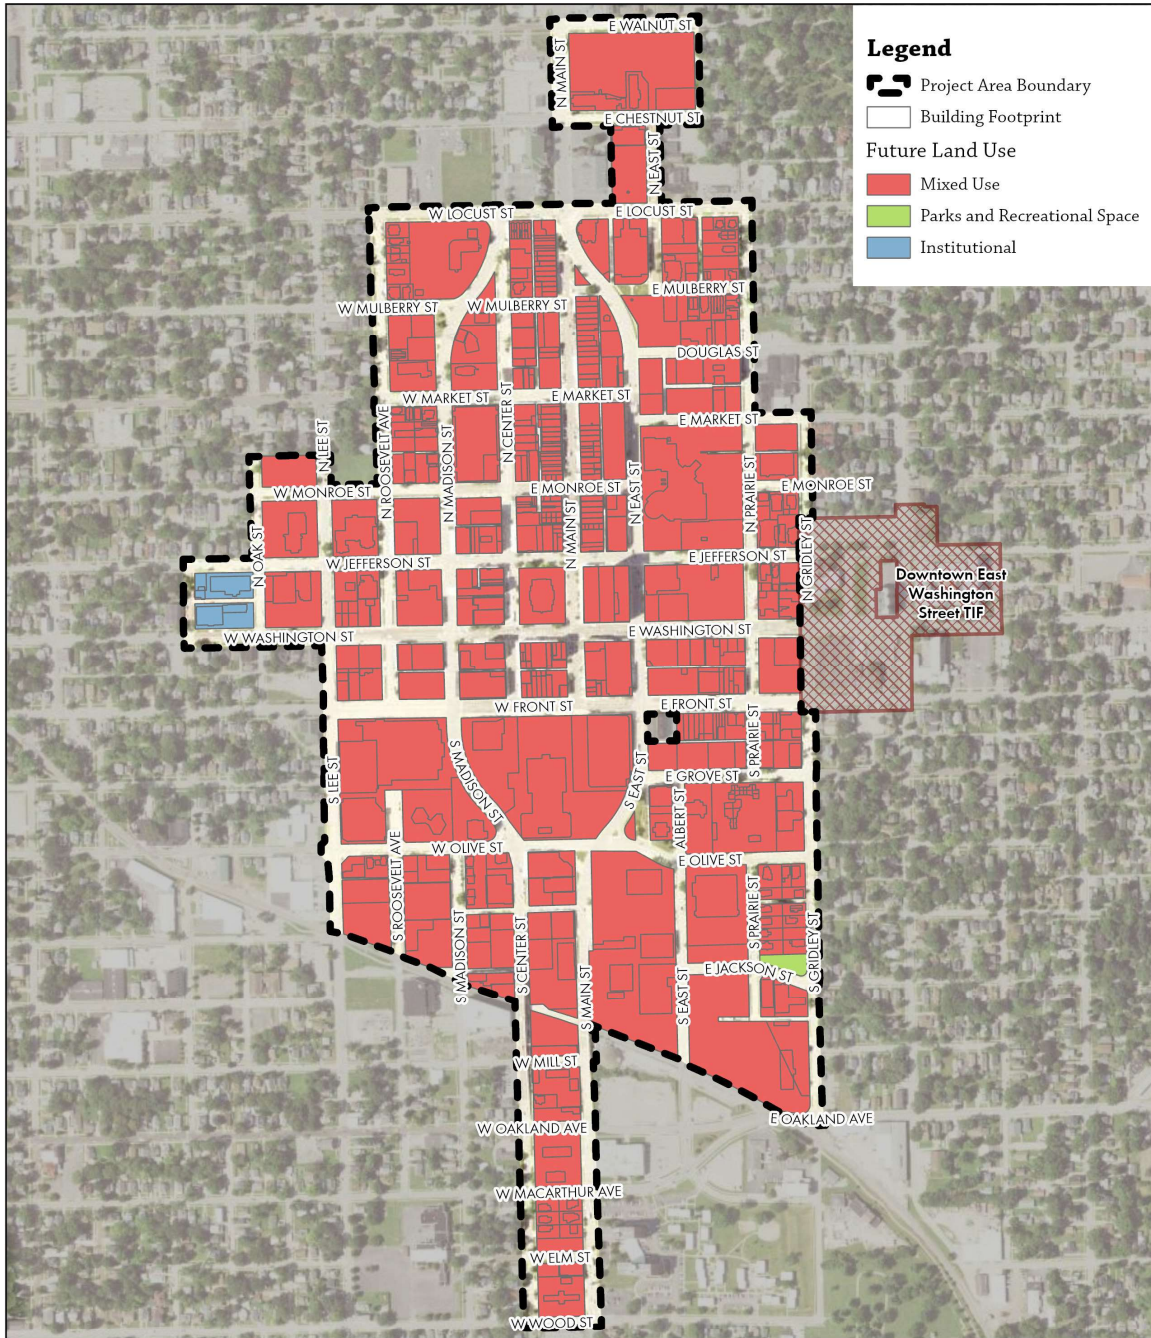 E WALNUT ST
N MAIN ST
E CHESTNUT ST
N EAST ST
Legend
Project Area Boundary
Building Footprint
Future Land Use
Mixed Use
Parks and Recreational Space
Institutional
W LOCUST ST
E LOCUST ST
W MULBERRY ST
W MULBERRY ST
E MULBERRY ST
DOUGLAS ST
W MARKET ST
E MARKET ST
E MARKET ST
N LEE ST
N ROOSEVELT AVE
N MADISON ST
N CENTER ST
N MAIN ST
N EAST ST
N PRAIRIE ST
W MONROE ST
E MONROE ST
E MONROE ST
N OAK ST
W JEFFERSON ST
E JEFFERSON ST
N GRIDLEY ST
Downtown East
Washington
Street TIF
W WASHINGTON ST
E WASHINGTON ST
W FRONT ST
E FRONT ST
S LEE ST
S MADISON ST
S EAST ST
S PRAIRIE ST
E GROVE ST
ALBERT ST
S ROOSEVELT AVE
W OLIVE ST
E OLIVE ST
S MADISON ST
S CENTER ST
S MAIN ST
S EAST ST
S PRAIRIE ST
S GRIDLEY ST
E JACKSON ST
W MILL ST
E OAKLAND AVE
W OAKLAND AVE
W MACARTHUR AVE
W ELM ST
W WOOD ST